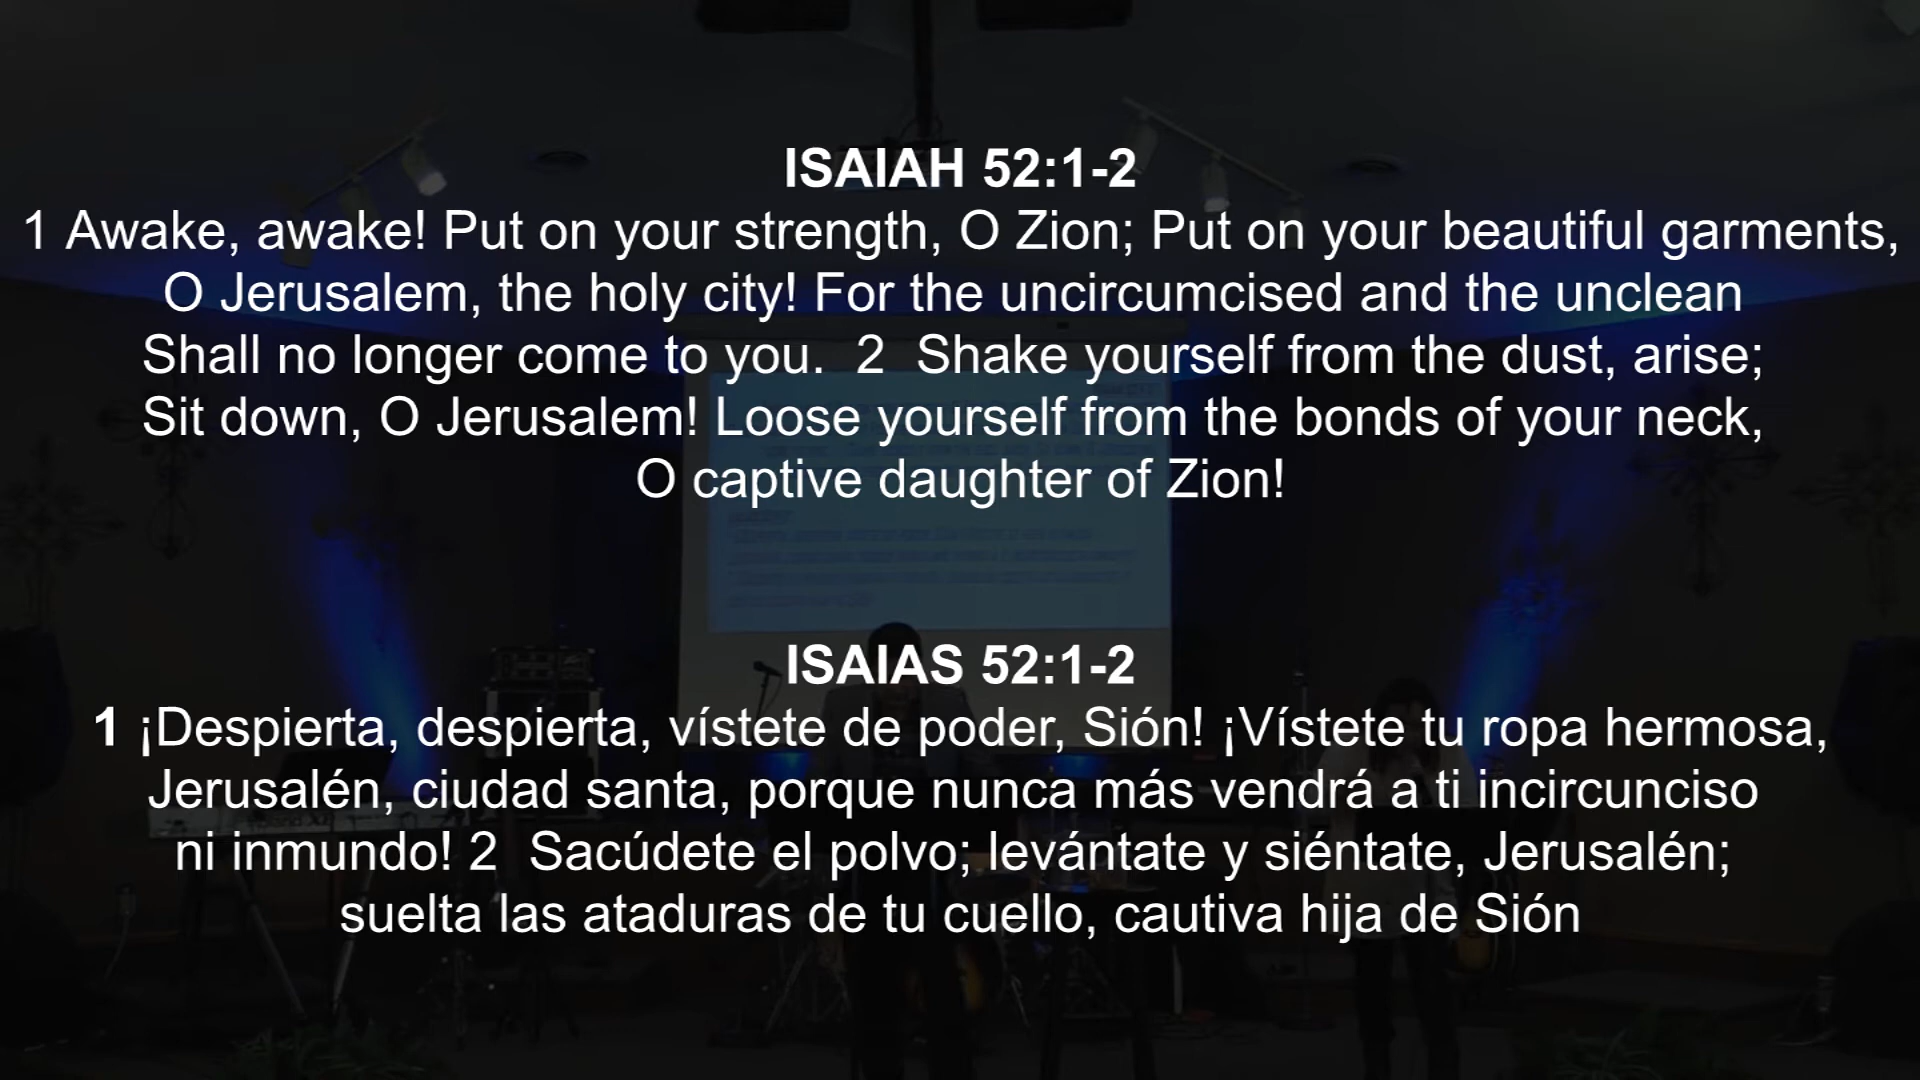 ISAIAH 52:1-2
1 Awake, awake! Put on your strength, O Zion; Put on your beautiful garments,
O Jerusalem, the holy city! For the uncircumcised and the unclean
Shall no longer come to you.  2  Shake yourself from the dust, arise;
Sit down, O Jerusalem! Loose yourself from the bonds of your neck,
O captive daughter of Zion!
ISAIAS 52:1-2
1 ¡Despierta, despierta, vístete de poder, Sión! ¡Vístete tu ropa hermosa,
Jerusalén, ciudad santa, porque nunca más vendrá a ti incircunciso
ni inmundo! 2  Sacúdete el polvo; levántate y siéntate, Jerusalén;
suelta las ataduras de tu cuello, cautiva hija de Sión